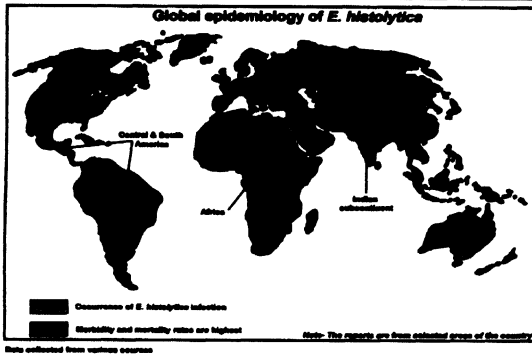 Global epidemiology of E. histolytica
Central & South
America
Africa
Indian
subcontinent
Occurrence of E. histolytica infection
Morbidity and mortality rates are highest
Note- The reports are from selected areas of the country
Data collected from various sources